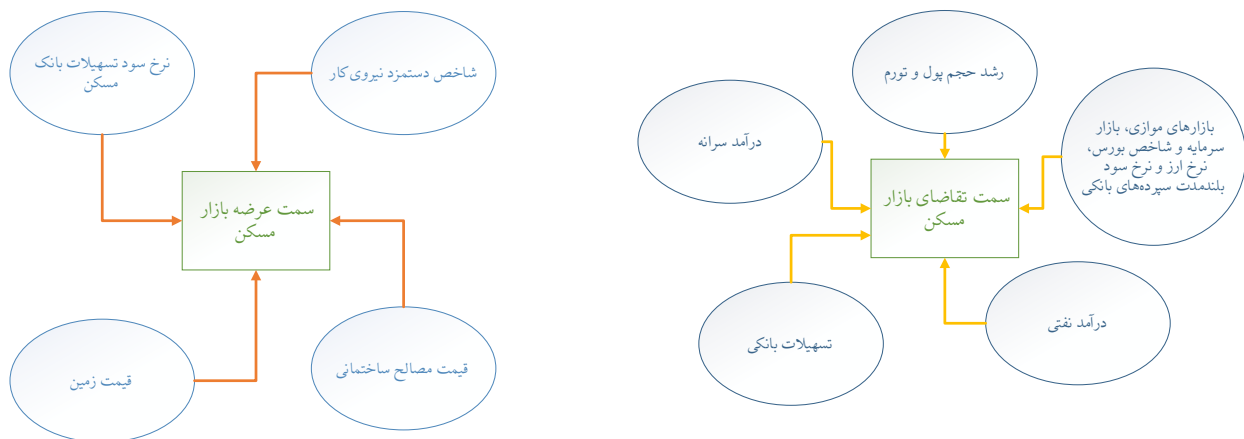 رشد حجم پول و تورم
بازارهای موازی، بازار
سرمایه و شاخص بورس،
نرخ ارز و نرخ سود
بلندمدت سپرده‌های بانکی
درآمد سرانه
سمت تقاضای بازار
مسکن
درآمد نفتی
تسهیلات بانکی
شاخص دستمزد نیروی‌کار
نرخ سود تسهیلات بانک
مسکن
سمت عرضه بازار
مسکن
قیمت مصالح ساختمانی
قیمت زمین